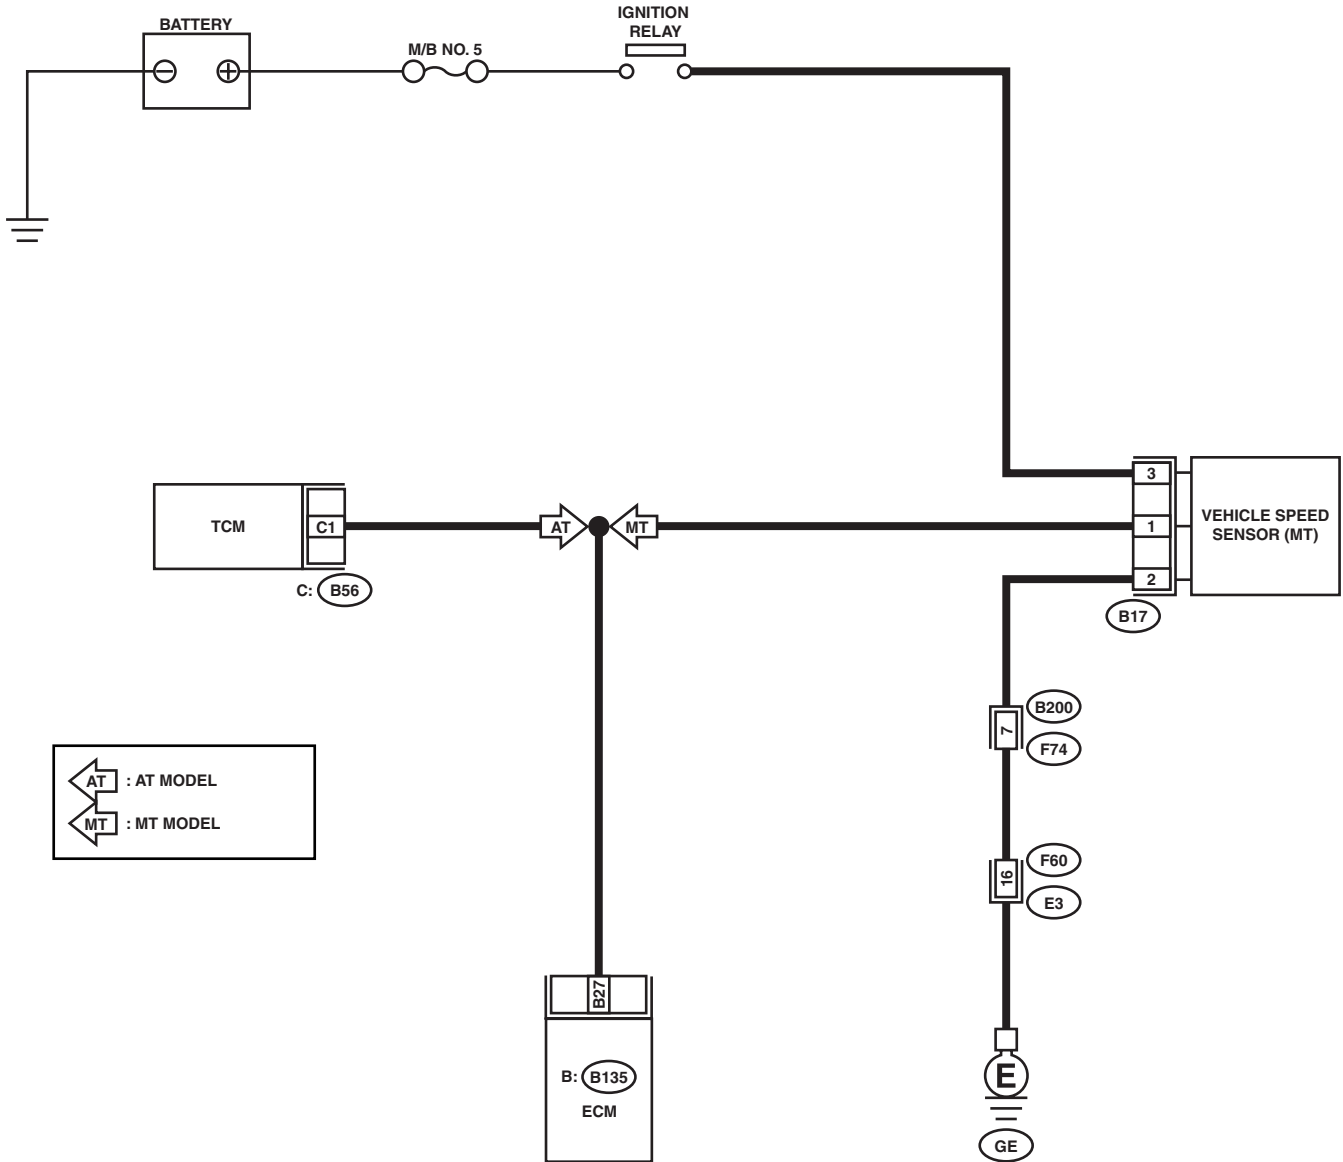 BATTERY
M/B NO. 5
IGNITION
RELAY
3
1
2
VEHICLE SPEED
SENSOR (MT)
B17
TCM
C1
C: B56
AT
MT
B200
7
F74
AT : AT MODEL
MT : MT MODEL
F60
16
E3
B27
B: B135
ECM
E
GE